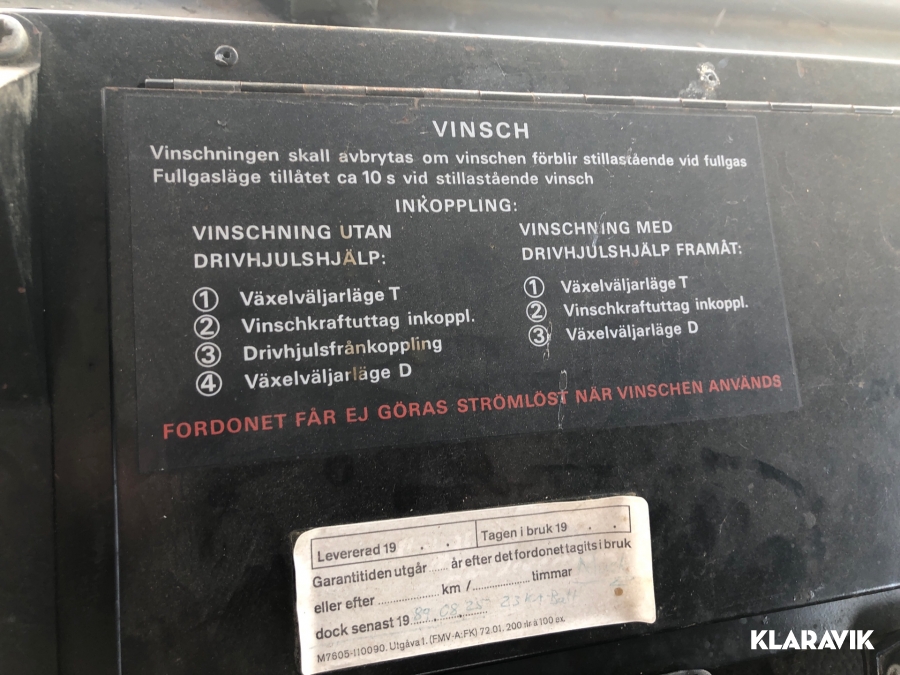 VINSCH
Vinschningen skall avbrytas om vinschen förblir stillastående vid fullgas
Fullgasläge tillåtet ca 10 s vid stillastående vinsch
INKOPPLING:
VINSCHNING UTAN
DRIVHJULSHJÄLP:
① Växelväljarläge T
② Vinschkraftuttag inkoppl.
③ Drivhjulsfrånkoppling
④ Växelväljarläge D
VINSCHNING MED
DRIVHJULSHJÄLP FRAMÅT:
① Växelväljarläge T
② Vinschkraftuttag inkoppl.
③ Växelväljarläge D
FORDONET FÅR EJ GÖRAS STRÖMLÖST NÄR VINSCHEN ANVÄNDS
Levererad 19 . . Tagen i bruk 19 . .
Garantitiden utgår ...... år efter det fordonet tagits i bruk
eller efter .................. km / ................. timmar
dock senast 19 80 08 25
M7605-110090. Utgåva 1. (FMV-A:FK) 72.01. 200 str à 100 ex.
KLARAVIK